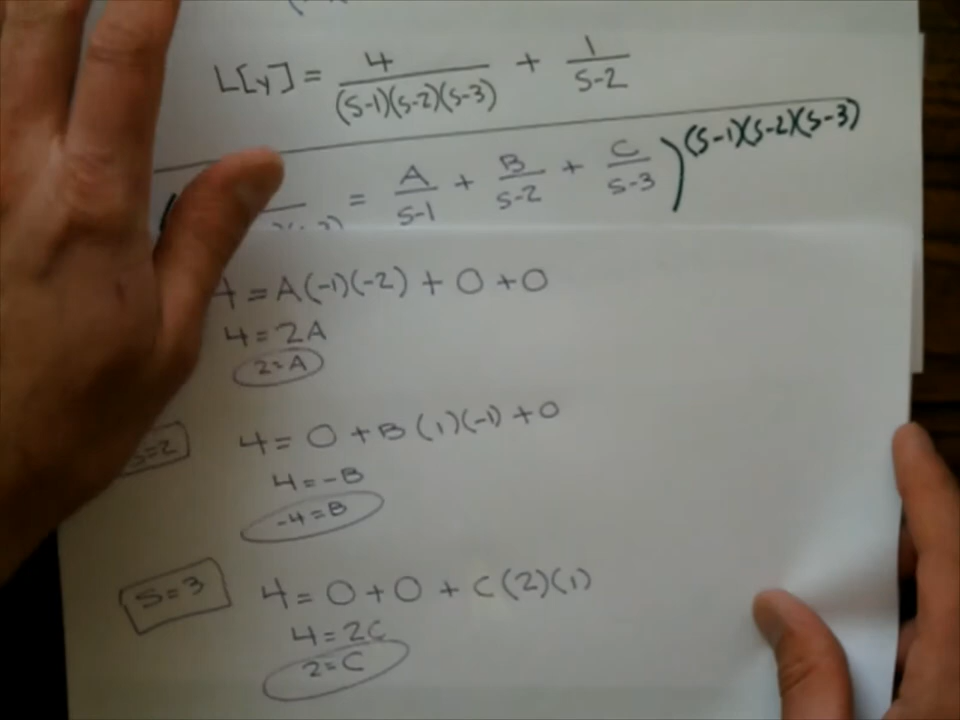 L[y] = 4/((s-1)(s-2)(s-3)) + 1/(s-2)
= A/(s-1) + B/(s-2) + C/(s-3) ) (s-1)(s-2)(s-3)
4 = A(-1)(-2) + 0 + 0
4 = 2A
2 = A
s=2 4 = 0 + B(1)(-1) + 0
4 = -B
-4 = B
s=3 4 = 0 + 0 + C(2)(1)
4 = 2C
2 = C